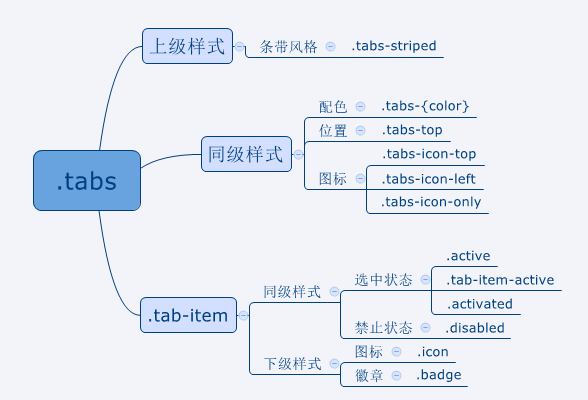 .tabs
上级样式
条带风格
.tabs-striped
同级样式
配色
.tabs-{color}
位置
.tabs-top
图标
.tabs-icon-top
.tabs-icon-left
.tabs-icon-only
.tab-item
同级样式
选中状态
.active
.tab-item-active
.activated
禁止状态
.disabled
下级样式
图标
.icon
徽章
.badge